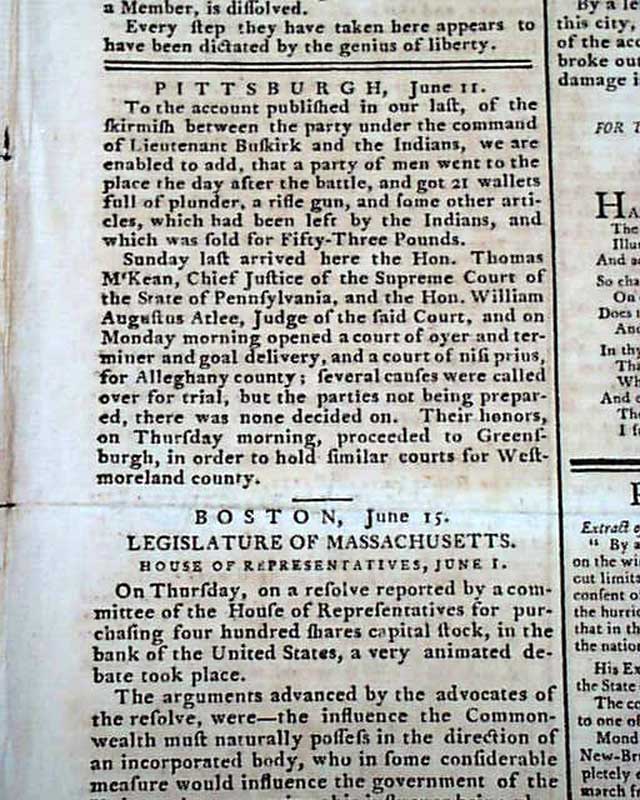 a Member, is diſſolved.
Every ſtep they have taken here appears to
have been dictated by the genius of liberty.
PITTSBURGH, June 11.
To the account publiſhed in our laſt, of the
ſkirmiſh between the party under the command
of Lieutenant Buſkirk and the Indians, we are
enabled to add, that a party of men went to the
place the day after the battle, and got 21 wallets
full of plunder, a rifle gun, and ſome other arti-
cles, which had been left by the Indians, and
which was ſold for Fifty-Three Pounds.
Sunday laſt arrived here the Hon. Thomas
M'Kean, Chief Juſtice of the Supreme Court of
the State of Pennſylvania, and the Hon. William
Auguſtus Atlee, Judge of the ſaid Court, and on
Monday morning opened a court of oyer and ter-
miner and goal delivery, and a court of niſi prius,
for Alleghany county; ſeveral cauſes were called
over for trial, but the parties not being prepar-
ed, there was none decided on. Their honors,
on Thurſday morning, proceeded to Greenſ-
burgh, in order to hold ſimilar courts for Weſt-
moreland county.
BOSTON, June 15.
LEGISLATURE OF MASSACHUSETTS.
HOUSE OF REPRESENTATIVES, JUNE 1.
On Thurſday, on a reſolve reported by a com-
mittee of the Houſe of Repreſentatives for pur-
chaſing four hundred ſhares capital ſtock, in the
bank of the United States, a very animated de-
bate took place.
The arguments advanced by the advocates of
the reſolve, were—the influence the Common-
wealth muſt naturally poſſeſs in the direction of
an incorporated body, who in ſome conſiderable
meaſure would influence the government of the
By a le
this city,
of the acc
broke out
damage i
FOR T
HA
The
Illu
And
So cha
On
Does
And
In thy
Tha
Wh
And
The
I
Extract
" By a
on the wi
cut limits
conſent of
the hurri
that in th
the nation
His Ex
the State
The co
to one of
Mond
New-Br
pletely
march